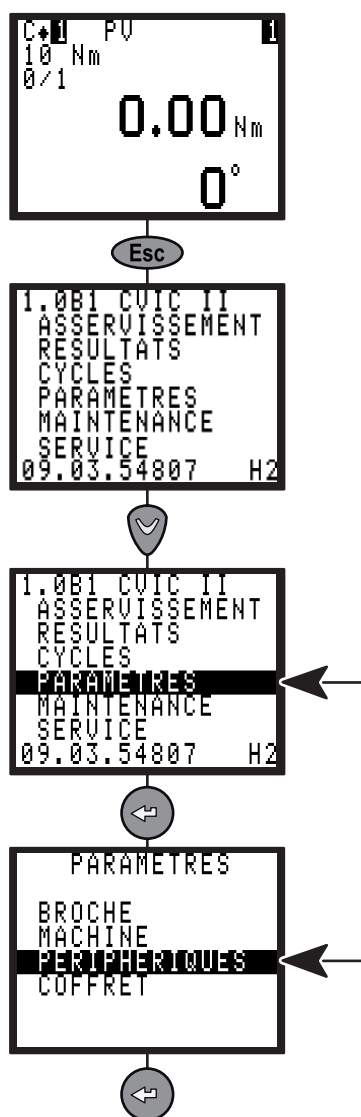 C♦1 PV 1
10 Nm
0/1
0.00 Nm
0°
Esc
1.0B1 CVIC II
ASSERVISSEMENT
RESULTATS
CYCLES
PARAMETRES
MAINTENANCE
SERVICE
09.03.54807 H2
1.0B1 CVIC II
ASSERVISSEMENT
RESULTATS
CYCLES
PARAMETRES
MAINTENANCE
SERVICE
09.03.54807 H2
PARAMETRES
BROCHE
MACHINE
PERIPHERIQUES
COFFRET